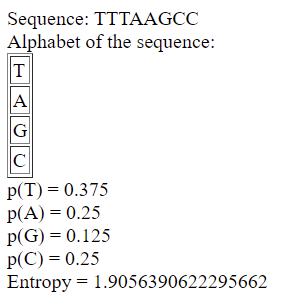 Sequence: TTTAAGCC
Alphabet of the sequence:
T
A
G
C
p(T) = 0.375
p(A) = 0.25
p(G) = 0.125
p(C) = 0.25
Entropy = 1.9056390622295662